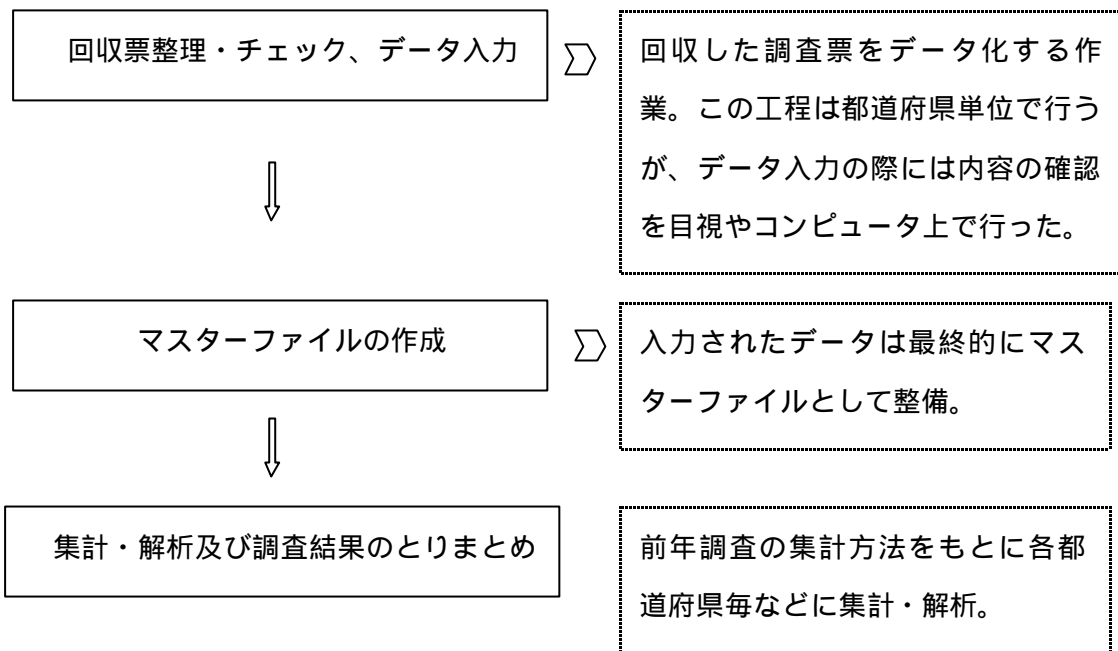 回収票整理・チェック、データ入力
回収した調査票をデータ化する作
業。この工程は都道府県単位で行う
が、データ入力の際には内容の確認
を目視やコンピュータ上で行った。
マスターファイルの作成
入力されたデータは最終的にマス
ターファイルとして整備。
集計・解析及び調査結果のとりまとめ
前年調査の集計方法をもとに各都
道府県毎などに集計・解析。